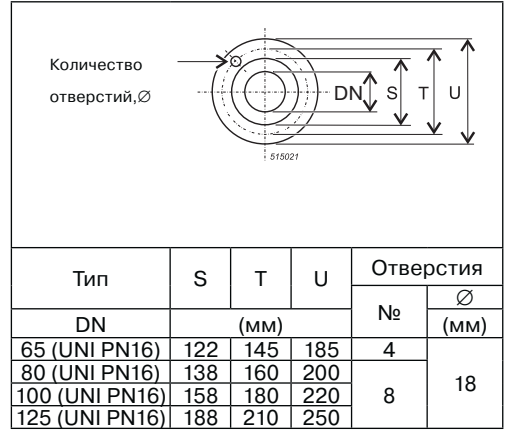 Количество
отверстий,∅
DN S T U
515021
Тип S T U Отверстия
№ ∅
DN (мм) (мм)
65 (UNI PN16) 122 145 185 4
80 (UNI PN16) 138 160 200
100 (UNI PN16) 158 180 220 8 18
125 (UNI PN16) 188 210 250